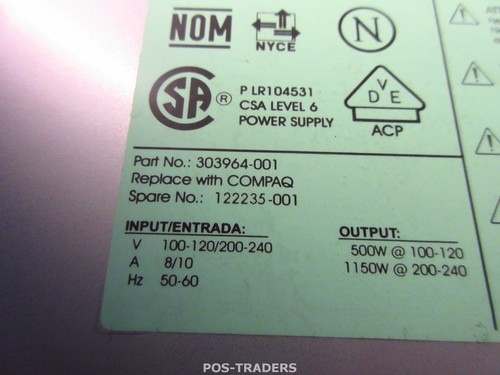 NOM
NYCE
N
CSA ®
P LR104531
CSA LEVEL 6
POWER SUPPLY
VDE
ACP
Part No.: 303964-001
Replace with COMPAQ
Spare No.: 122235-001
INPUT/ENTRADA:
V 100-120/200-240
A 8/10
Hz 50-60
OUTPUT:
500W @ 100-120
1150W @ 200-240
POS-TRADERS